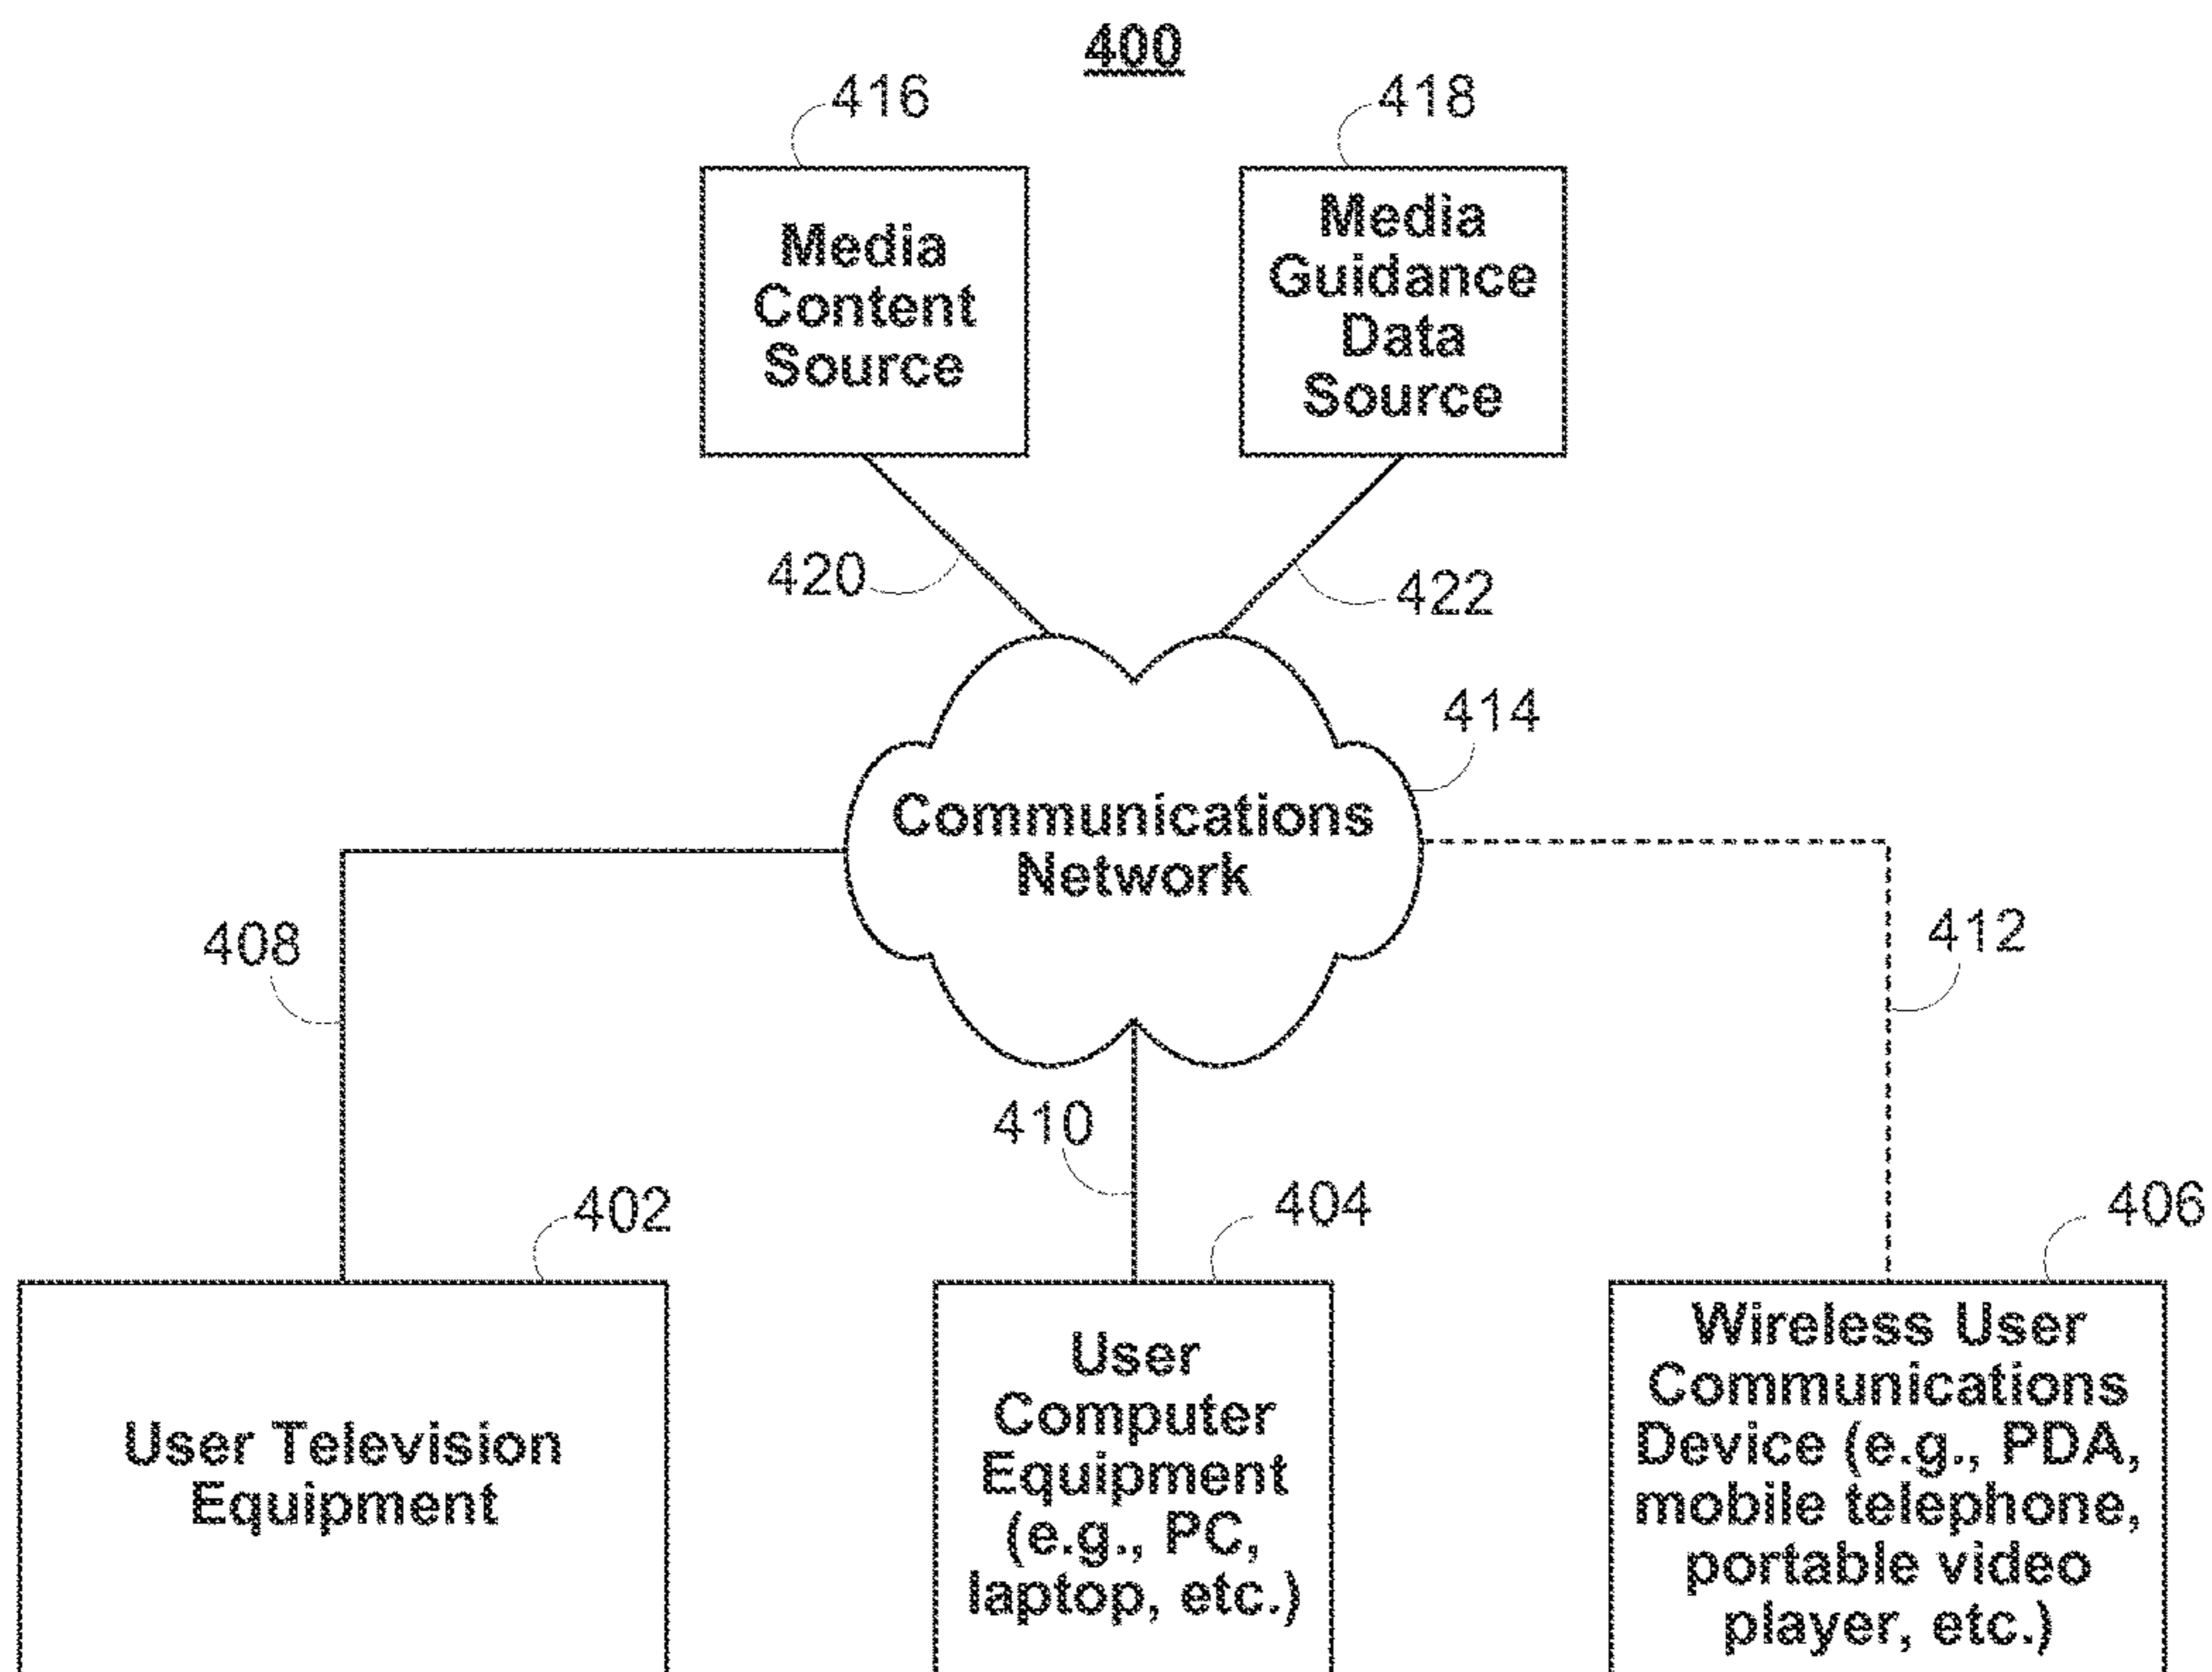 400
416
418
Media
Content
Source
Media
Guidance
Data
Source
420
422
414
Communications
Network
408
412
410
402
404
406
User Television
Equipment
User
Computer
Equipment
(e.g., PC,
laptop, etc.)
Wireless User
Communications
Device (e.g., PDA,
mobile telephone,
portable video
player, etc.)